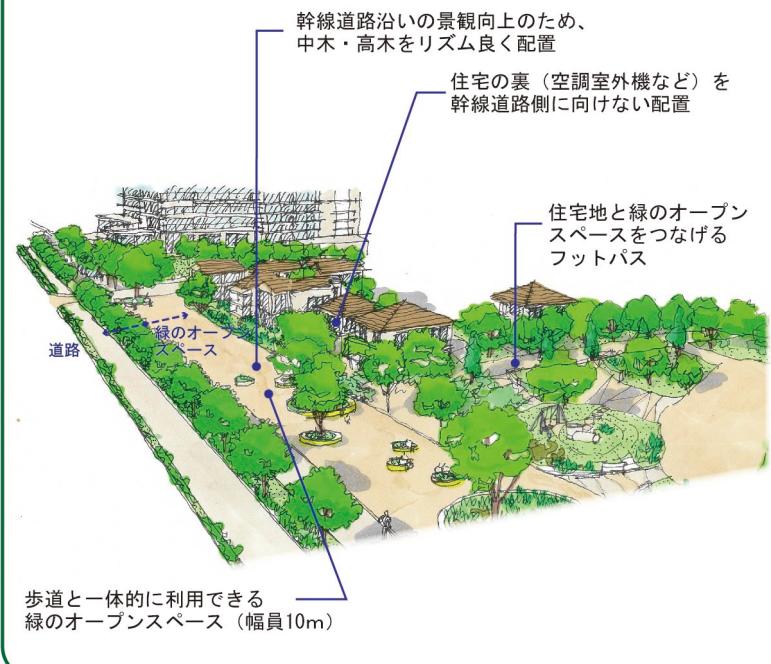 幹線道路沿いの景観向上のため、
中木・高木をリズム良く配置
住宅の裏（空調室外機など）を
幹線道路側に向けない配置
住宅地と緑のオープン
スペースをつなげる
フットパス
道路
緑のオープン
スペース
歩道と一体的に利用できる
緑のオープンスペース（幅員10m）